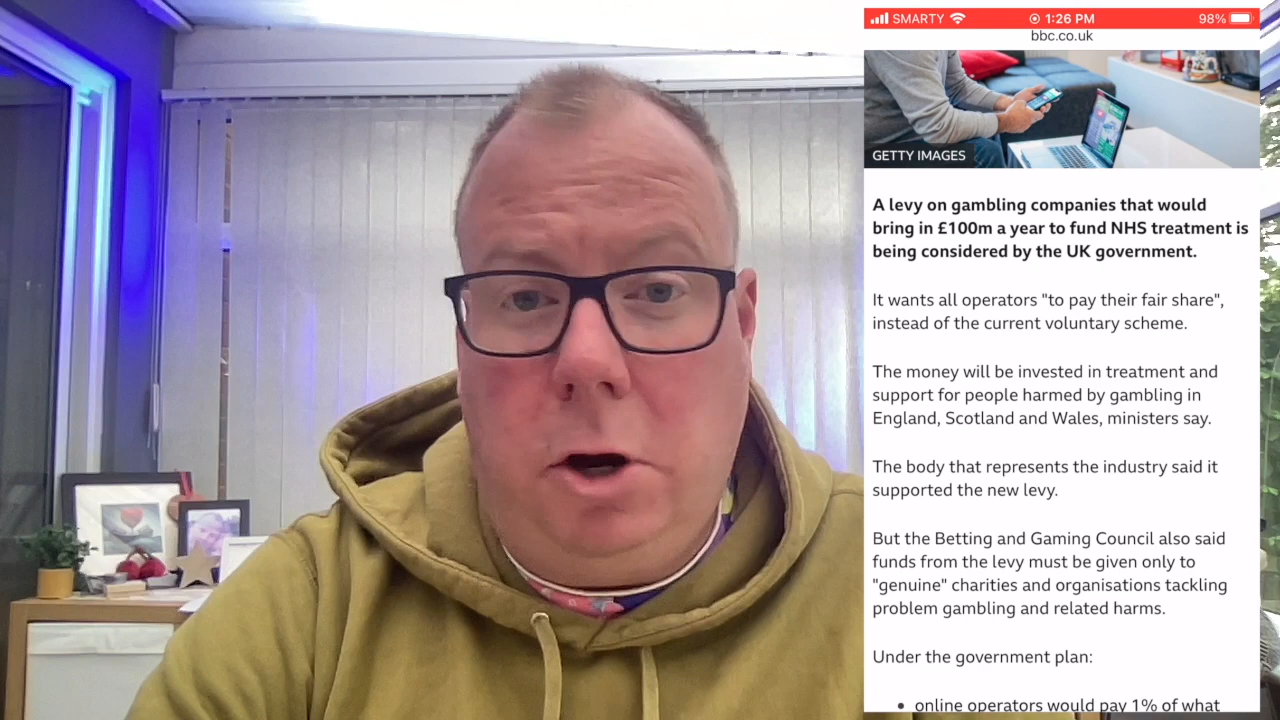 SMARTY 1:26 PM 98%
bbc.co.uk
GETTY IMAGES
A levy on gambling companies that would
bring in £100m a year to fund NHS treatment is
being considered by the UK government.
It wants all operators "to pay their fair share",
instead of the current voluntary scheme.
The money will be invested in treatment and
support for people harmed by gambling in
England, Scotland and Wales, ministers say.
The body that represents the industry said it
supported the new levy.
But the Betting and Gaming Council also said
funds from the levy must be given only to
"genuine" charities and organisations tackling
problem gambling and related harms.
Under the government plan:
• online operators would pay 1% of what